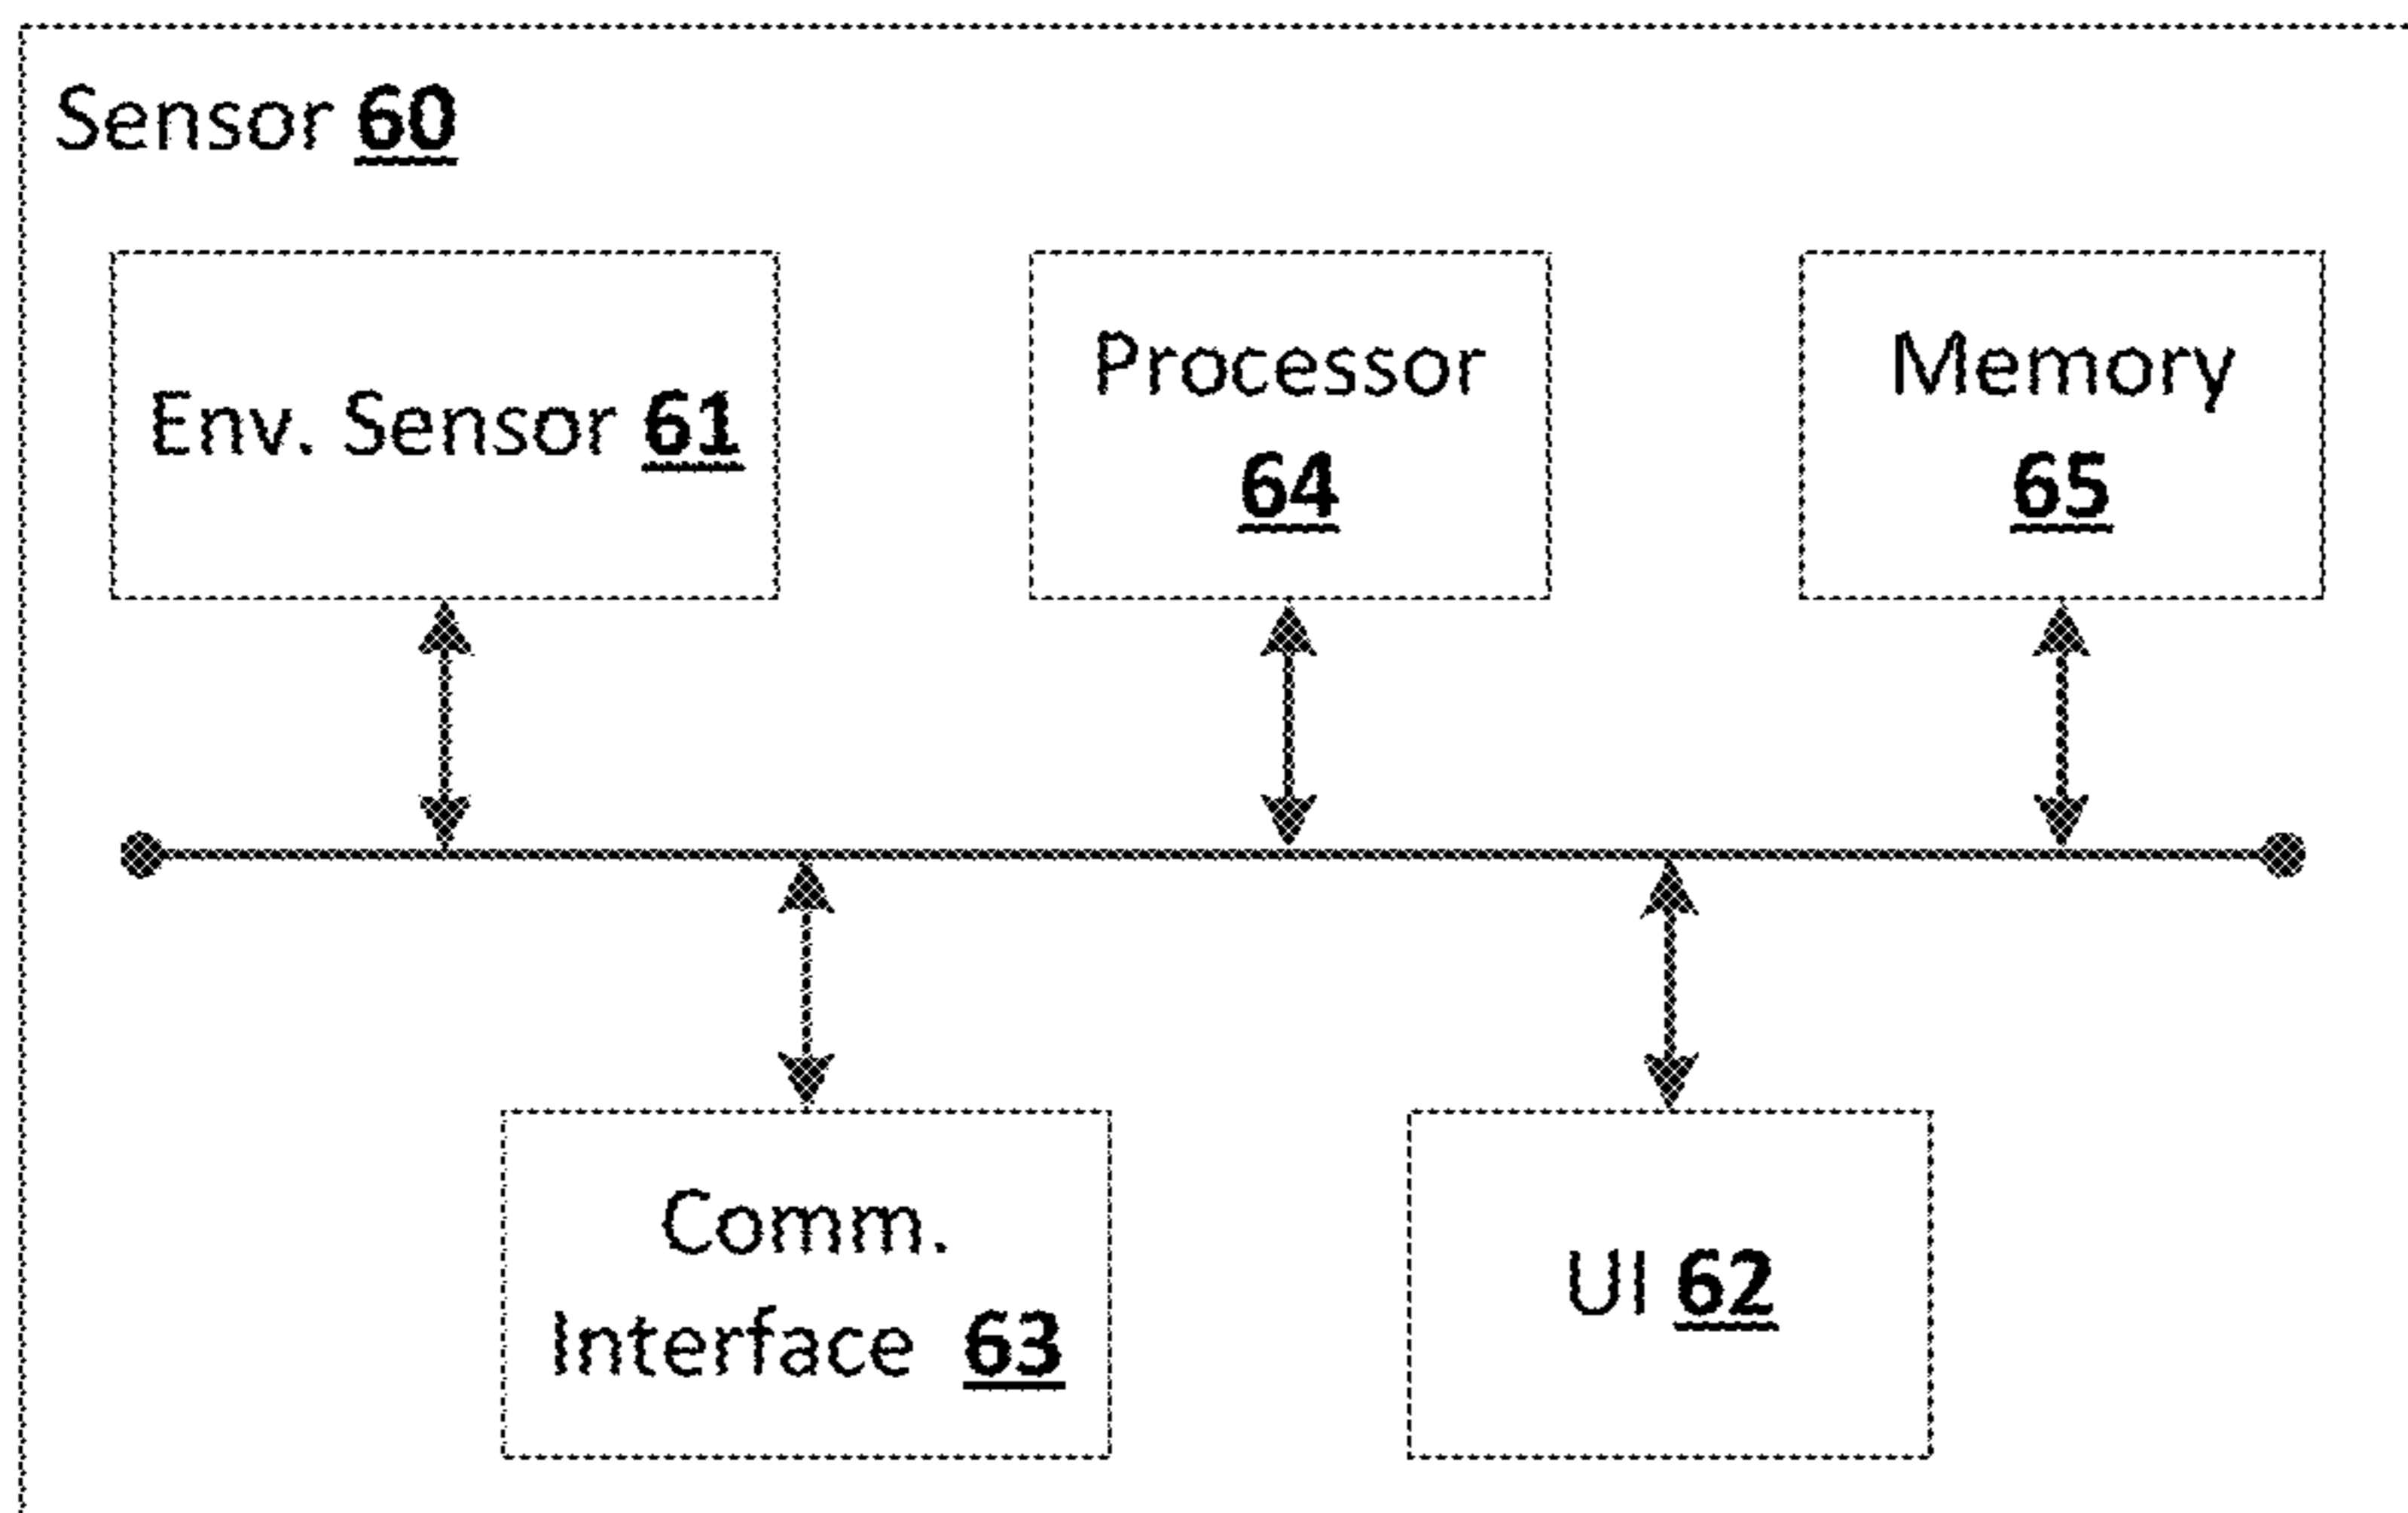 Sensor 60
Env. Sensor 61
Processor
64
Memory
65
Comm.
Interface 63
UI 62